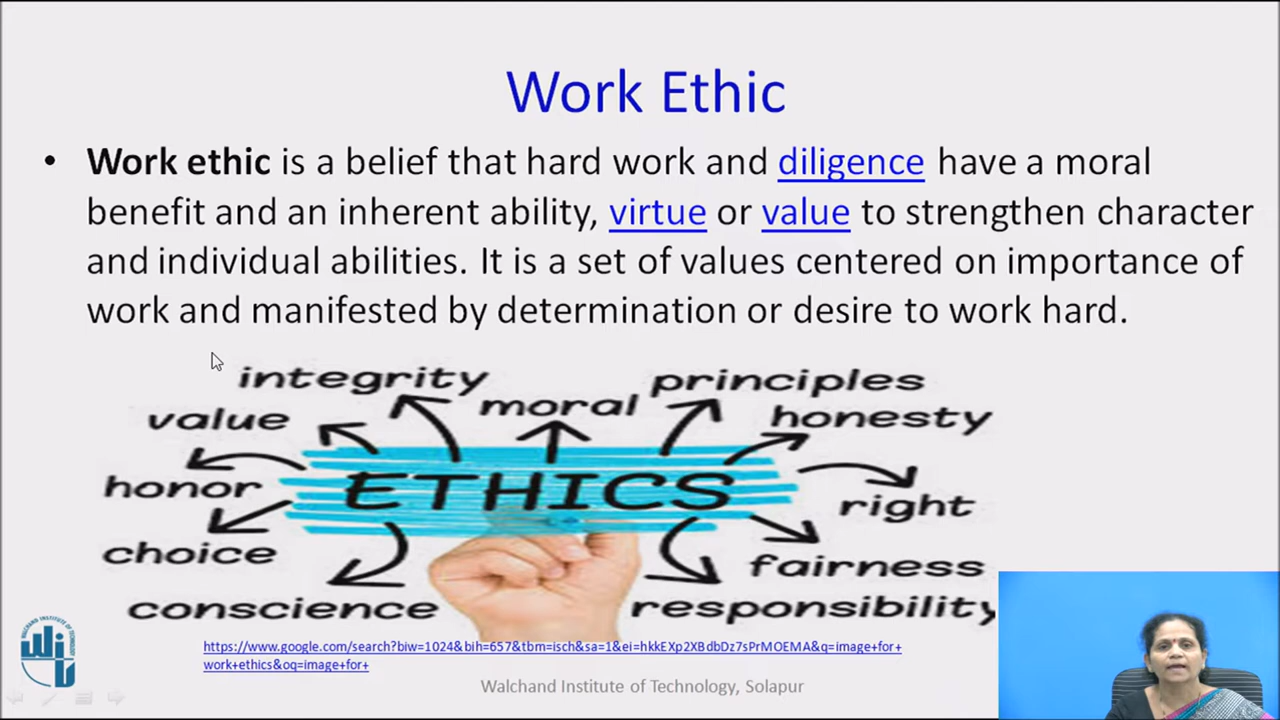 Work Ethic
• Work ethic is a belief that hard work and diligence have a moral
benefit and an inherent ability, virtue or value to strengthen character
and individual abilities. It is a set of values centered on importance of
work and manifested by determination or desire to work hard.
integrity
principles
value
moral
honesty
honor
ETHICS
right
choice
fairness
conscience
responsibility
https://www.google.com/search?biw=1024&bih=657&tbm=isch&sa=1&ei=hkkEXp2XBdbDz7sPrMOEMA&q=image+for+
work+ethics&oq=image+for+
Walchand Institute of Technology, Solapur